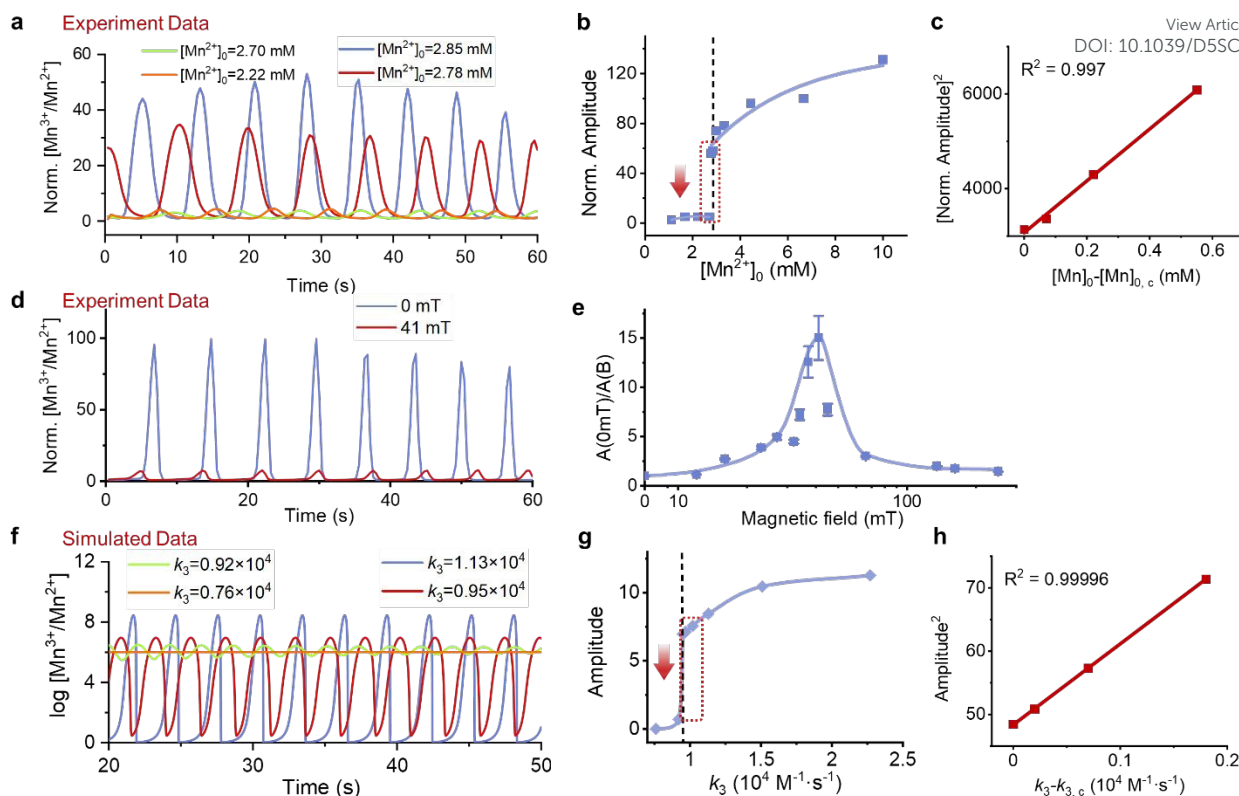 a Experiment Data
[Mn²⁺]₀=2.70 mM
[Mn²⁺]₀=2.85 mM
[Mn²⁺]₀=2.22 mM
[Mn²⁺]₀=2.78 mM
Norm. [Mn³⁺/Mn²⁺]
60
40
20
0
0 10 20 30 40 50 60
Time (s)
b
Norm. Amplitude
120
80
40
0
0 2 4 6 8 10
[Mn²⁺]₀ (mM)
c
View Artic
DOI: 10.1039/D5SC
R² = 0.997
[Norm. Amplitude]²
6000
4000
0.0 0.2 0.4 0.6
[Mn]₀-[Mn]₀, c (mM)
d Experiment Data
0 mT
41 mT
Norm. [Mn³⁺/Mn²⁺]
100
50
0
0 20 40 60
Time (s)
e
A(0mT)/A(B)
15
10
5
0
0 10 100
Magnetic field (mT)
f Simulated Data
k₃=0.92×10⁴
k₃=1.13×10⁴
k₃=0.76×10⁴
k₃=0.95×10⁴
log [Mn³⁺/Mn²⁺]
12
8
4
0
20 30 40 50
Time (s)
g
Amplitude
10
5
0
1.0 1.5 2.0 2.5
k₃ (10⁴ M⁻¹·s⁻¹)
h
R² = 0.99996
Amplitude²
70
60
50
0.0 0.1 0.2
k₃-k₃, c (10⁴ M⁻¹·s⁻¹)